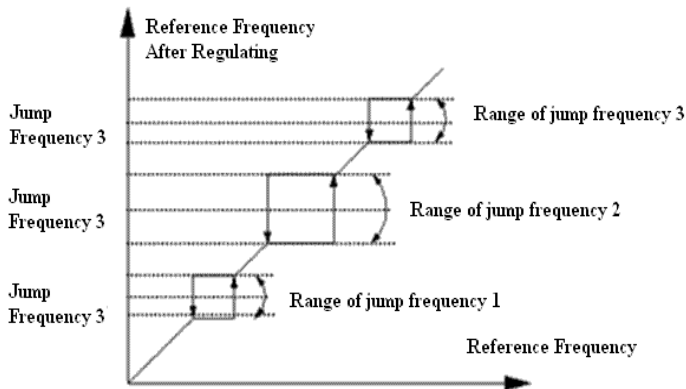 Reference Frequency
After Regulating
Jump
Frequency 3
Range of jump frequency 3
Jump
Frequency 3
Range of jump frequency 2
Jump
Frequency 3
Range of jump frequency 1
Reference Frequency